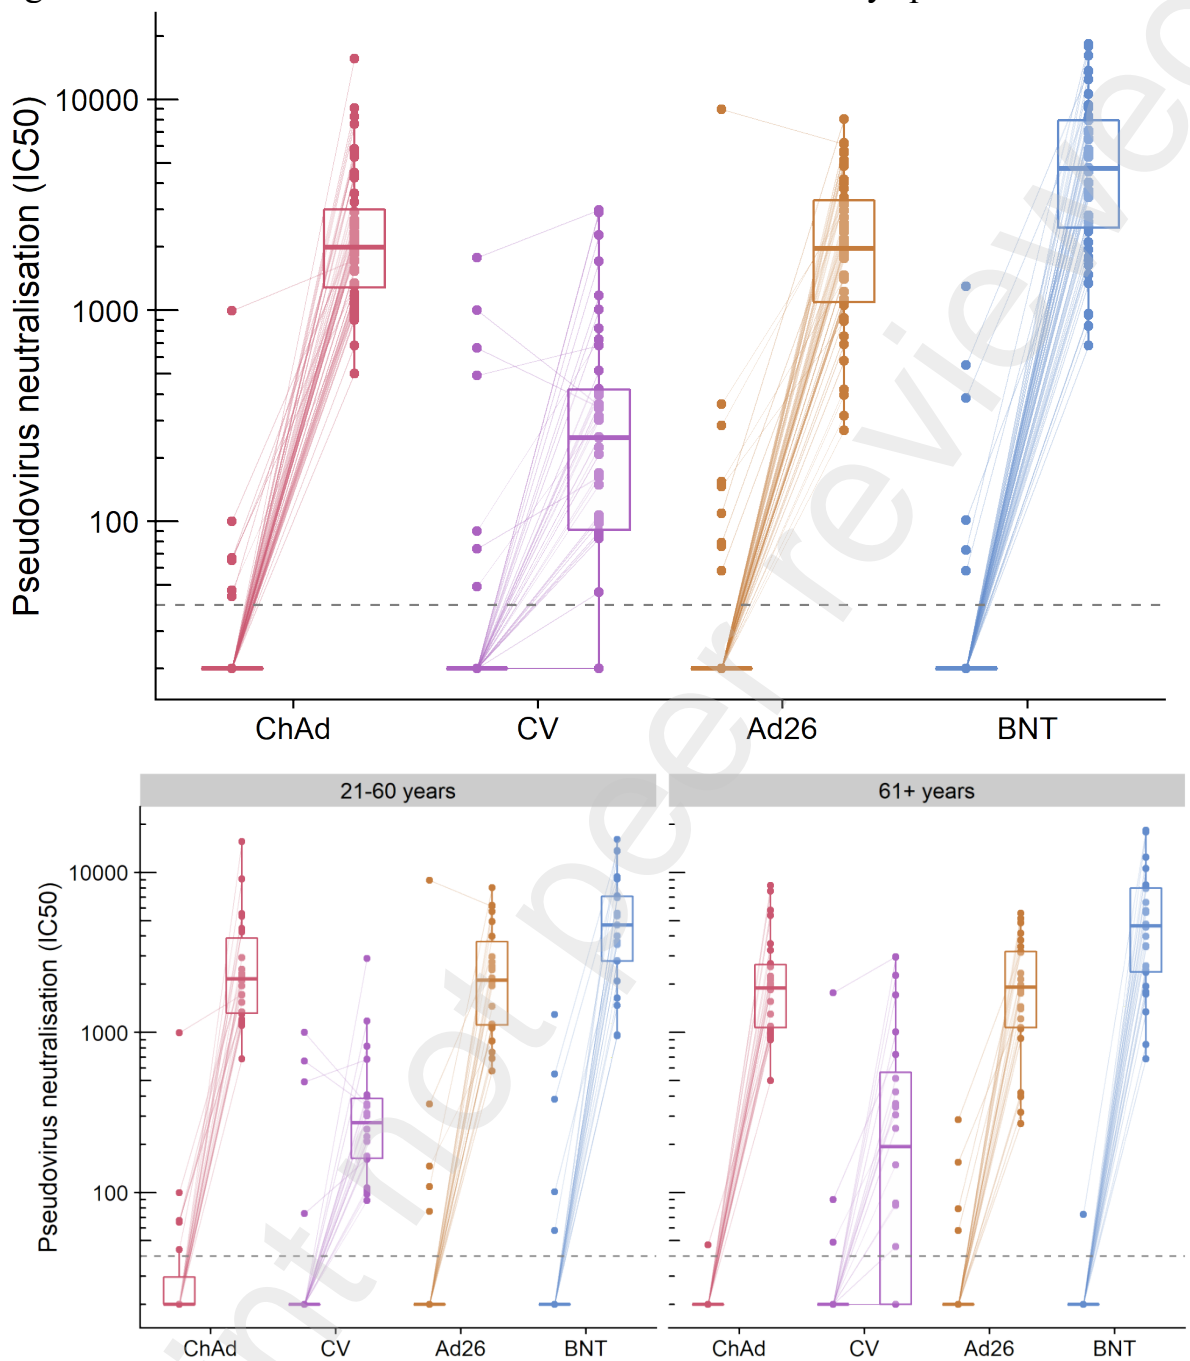 Pseudovirus neutralisation (IC50)
10000
1000
100
ChAd CV Ad26 BNT
21-60 years 61+ years
Pseudovirus neutralisation (IC50)
10000
1000
100
ChAd CV Ad26 BNT ChAd CV Ad26 BNT
not peer reviewed